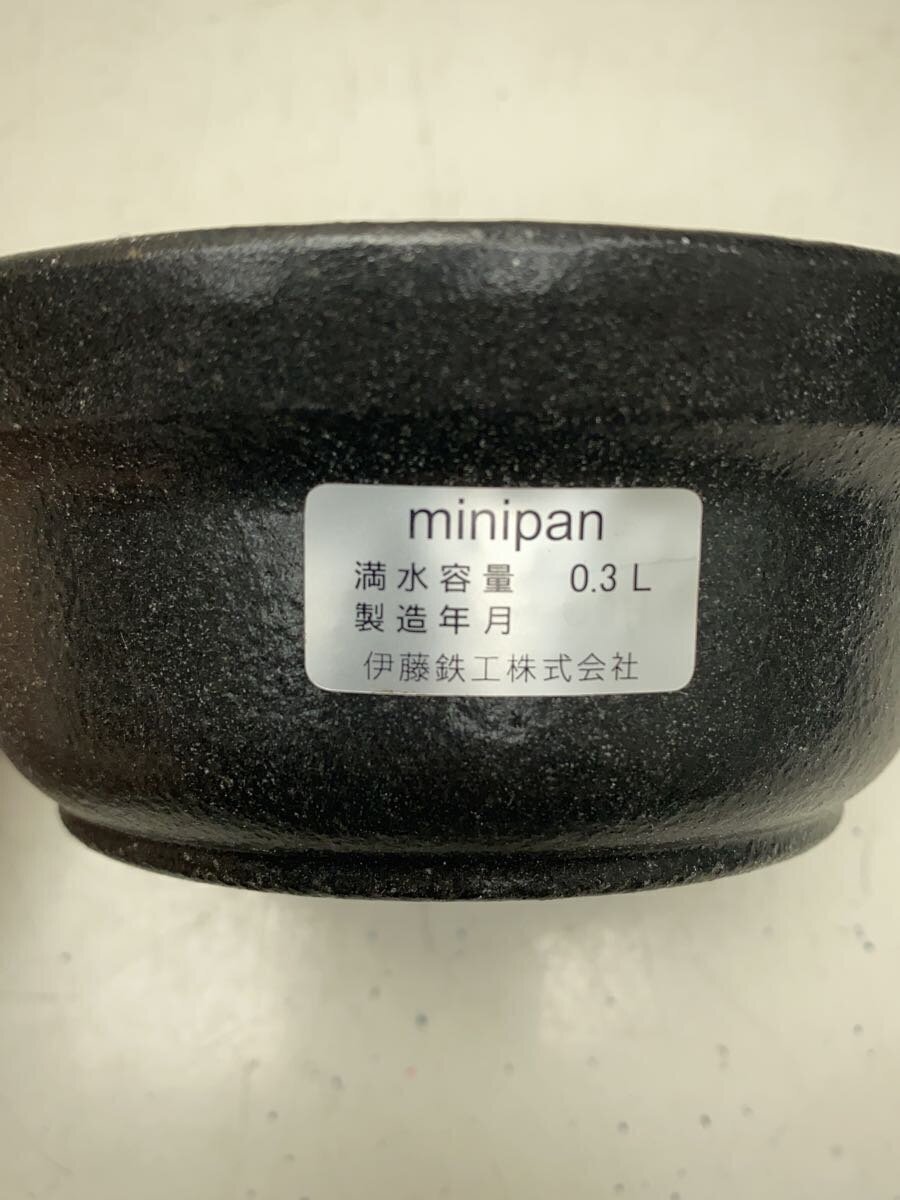 minipan
満水容量 0.3 L
製造年月
伊藤鉄工株式会社